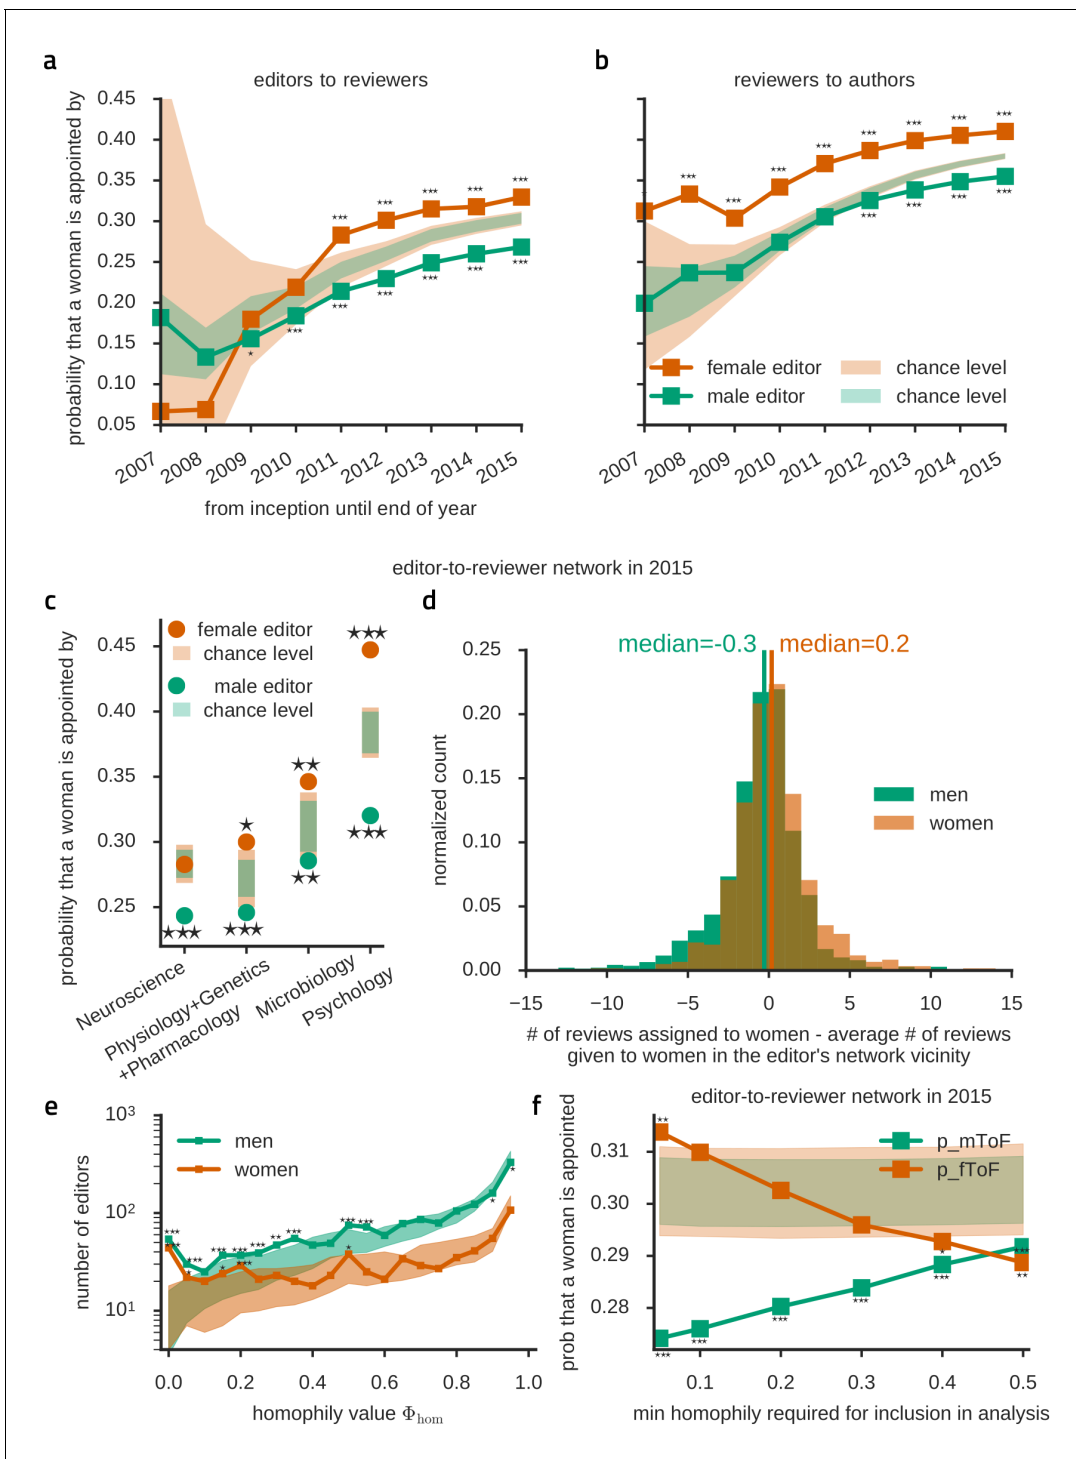 a
editors to reviewers
probability that a woman is appointed by
0.45
0.40
0.35
0.30
0.25
0.20
0.15
0.10
0.05
2007
2008
2009
2010
2011
2012
2013
2014
2015
from inception until end of year
b
reviewers to authors
female editor
male editor
chance level
chance level
2007
2008
2009
2010
2011
2012
2013
2014
2015
editor-to-reviewer network in 2015
c
probability that a woman is appointed by
female editor
chance level
male editor
chance level
0.45
0.40
0.35
0.30
0.25
Neuroscience
Physiology+Genetics
+Pharmacology
Microbiology
Psychology
d
median=-0.3
median=0.2
normalized count
0.25
0.20
0.15
0.10
0.05
0.00
men
women
−15
−10
−5
0
5
10
15
# of reviews assigned to women - average # of reviews
given to women in the editor's network vicinity
e
number of editors
10³
10²
10¹
men
women
0.0
0.2
0.4
0.6
0.8
1.0
homophily value Φhom
f
editor-to-reviewer network in 2015
prob that a woman is appointed
0.31
0.30
0.29
0.28
p_mToF
p_fToF
0.1
0.2
0.3
0.4
0.5
min homophily required for inclusion in analysis